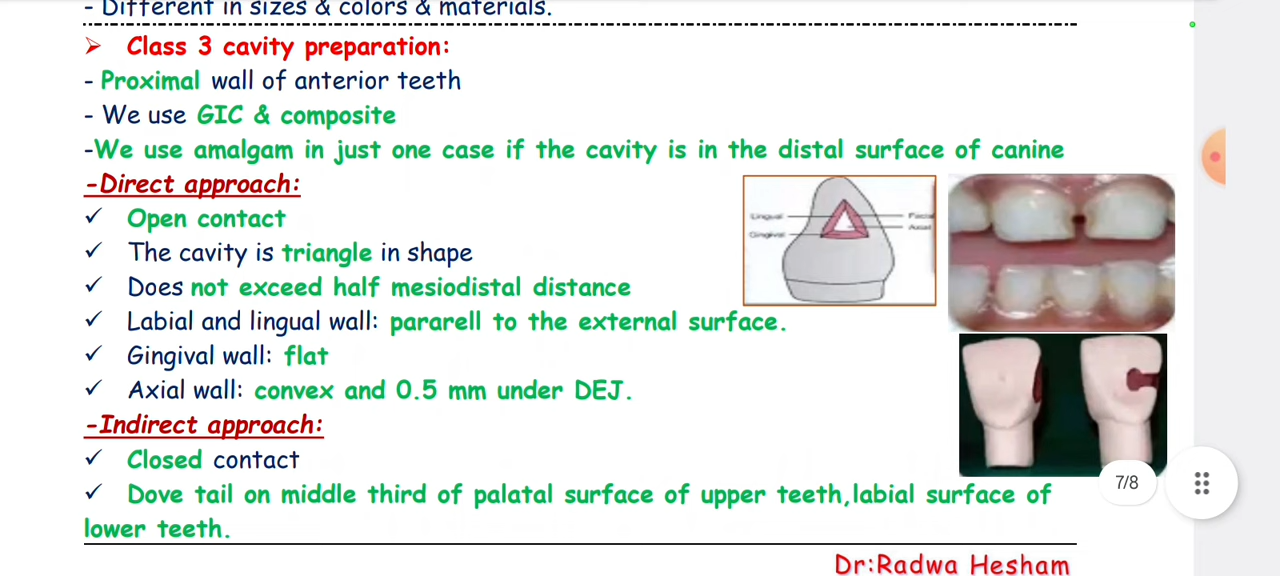 - Different in sizes & colors & materials.
➢ Class 3 cavity preparation:
- Proximal wall of anterior teeth
- We use GIC & composite
-We use amalgam in just one case if the cavity is in the distal surface of canine
-Direct approach:
✓ Open contact
✓ The cavity is triangle in shape
✓ Does not exceed half mesiodistal distance
✓ Labial and lingual wall: pararell to the external surface.
✓ Gingival wall: flat
✓ Axial wall: convex and 0.5 mm under DEJ.
Lingual
Gingival
Facial
Axial
-Indirect approach:
✓ Closed contact
✓ Dove tail on middle third of palatal surface of upper teeth,labial surface of
lower teeth.
7/8
Dr:Radwa Hesham